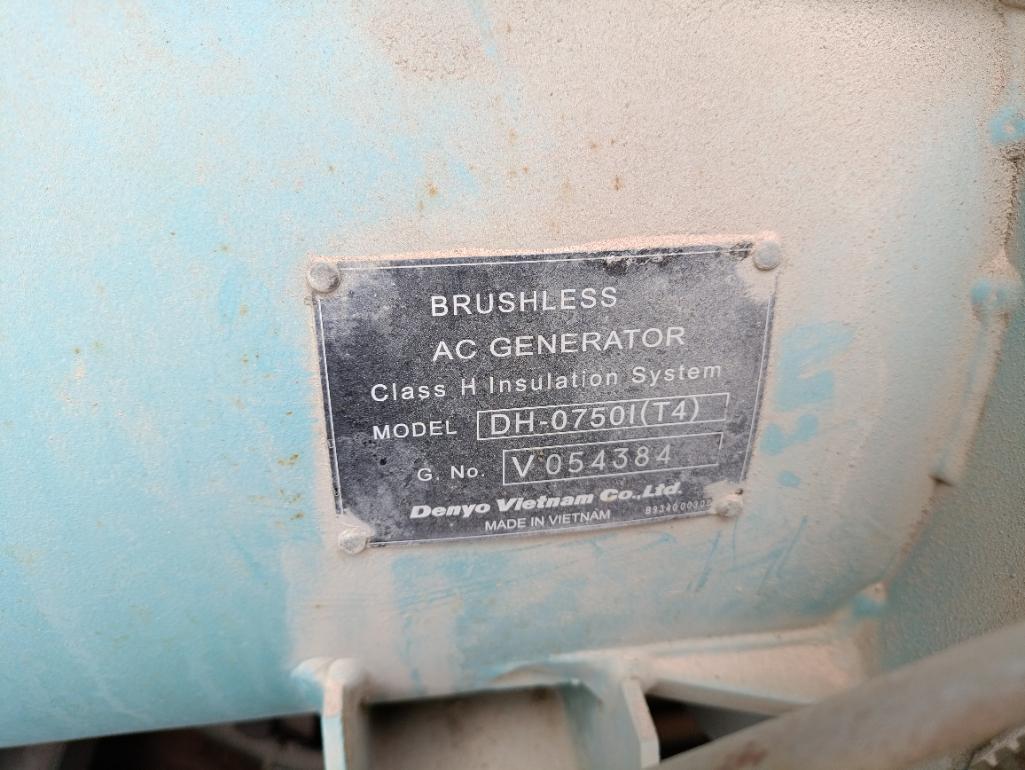 BRUSHLESS
AC GENERATOR
Class H Insulation System
MODEL DH-0750I(T4)
G. No. V054384
Denyo Vietnam Co.,Ltd.
MADE IN VIETNAM